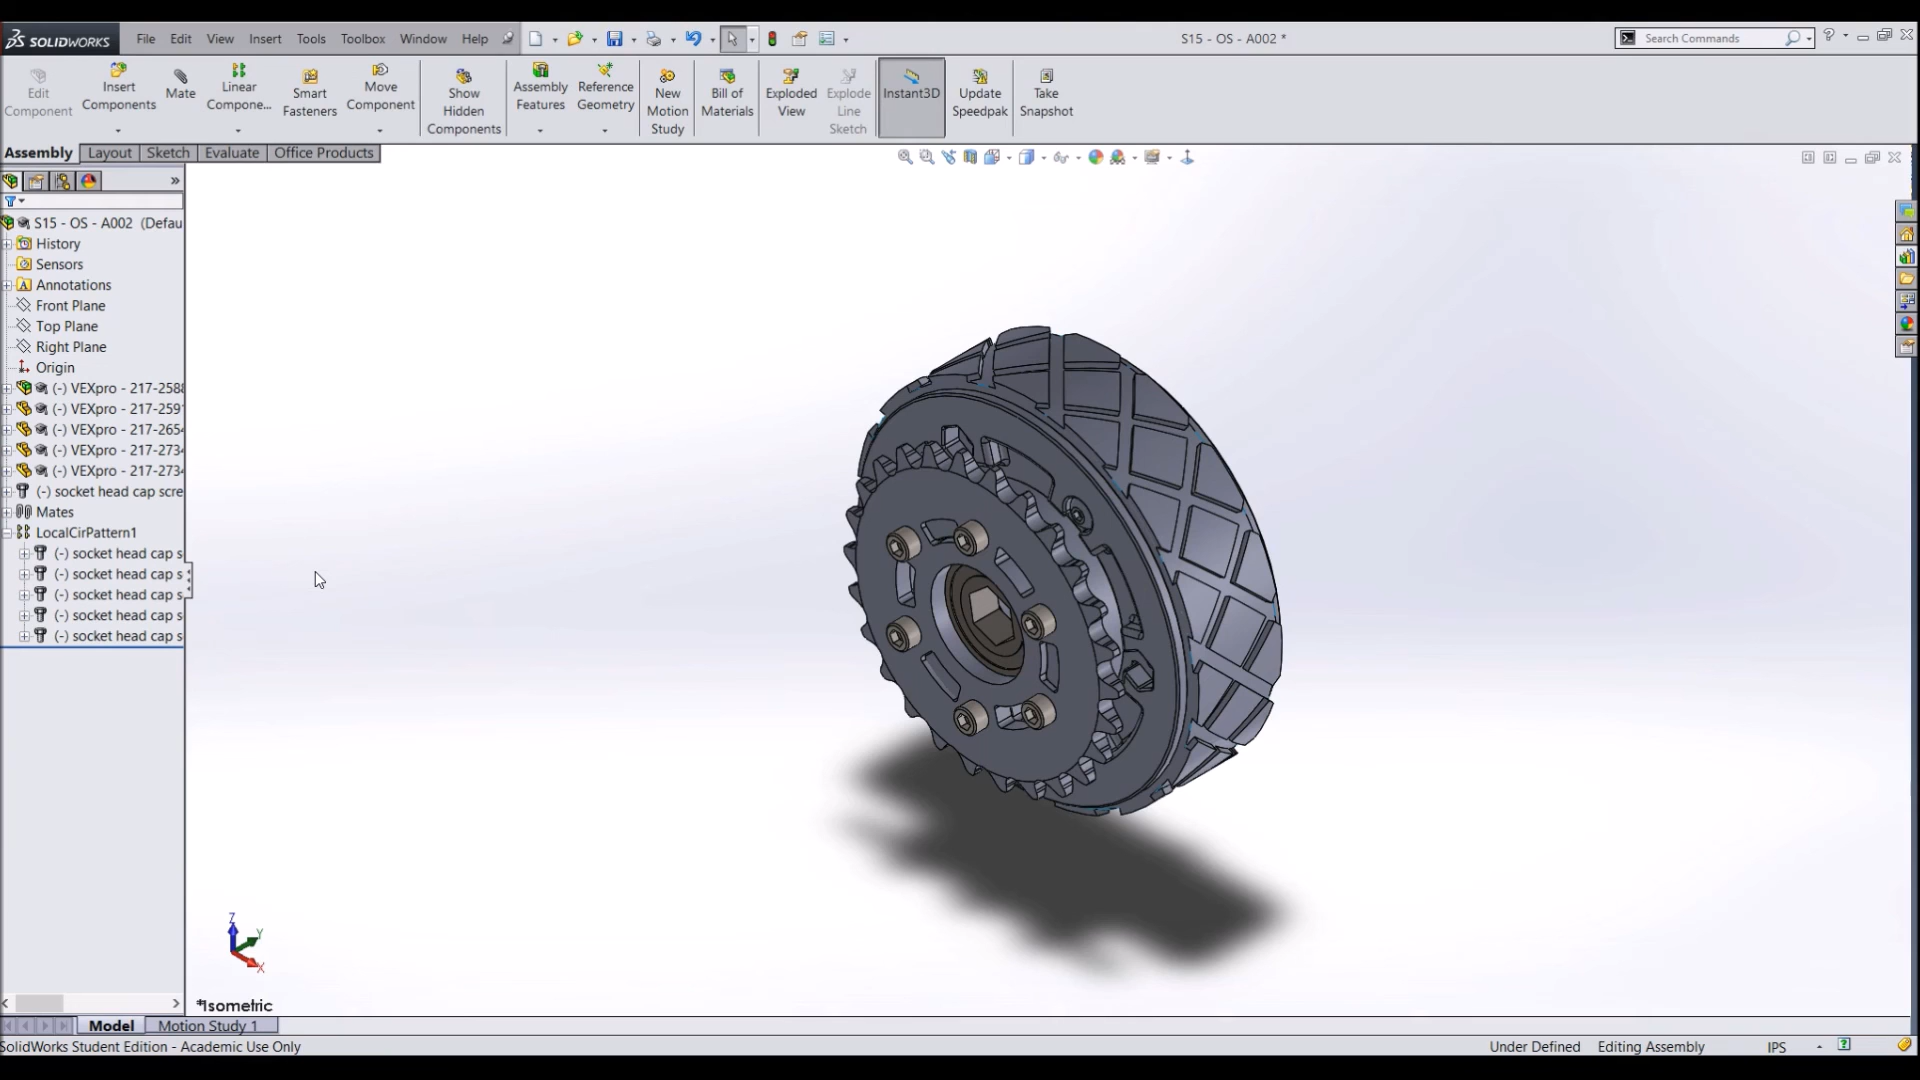 SOLIDWORKS File Edit View Insert Tools Toolbox Window Help S15 - OS - A002 * Search Commands ?
Edit Component
Insert Components
Mate
Linear Compone...
Smart Fasteners
Move Component
Show Hidden Components
Assembly Features
Reference Geometry
New Motion Study
Bill of Materials
Exploded View
Explode Line Sketch
Instant3D
Update Speedpak
Take Snapshot
Assembly Layout Sketch Evaluate Office Products
S15 - OS - A002 (Defau
History
Sensors
A Annotations
Front Plane
Top Plane
Right Plane
Origin
(-) VEXpro - 217-258
(-) VEXpro - 217-259
(-) VEXpro - 217-265
(-) VEXpro - 217-273
(-) VEXpro - 217-273
(-) socket head cap scre
Mates
LocalCirPattern1
(-) socket head cap s
(-) socket head cap s
(-) socket head cap s
(-) socket head cap s
(-) socket head cap s
Z
Y
X
*Isometric
Model Motion Study 1
SolidWorks Student Edition - Academic Use Only Under Defined Editing Assembly IPS ?